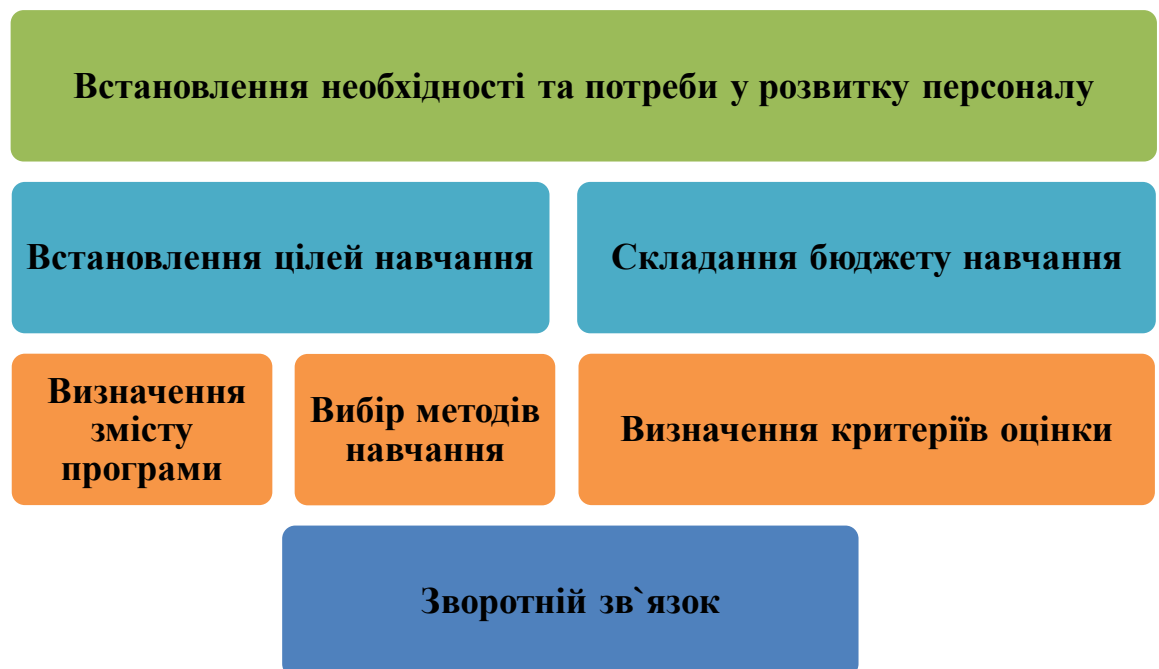 Встановлення необхідності та потреби у розвитку персоналу
Встановлення цілей навчання
Складання бюджету навчання
Визначення
змісту
програми
Вибір методів
навчання
Визначення критеріїв оцінки
Зворотній зв`язок